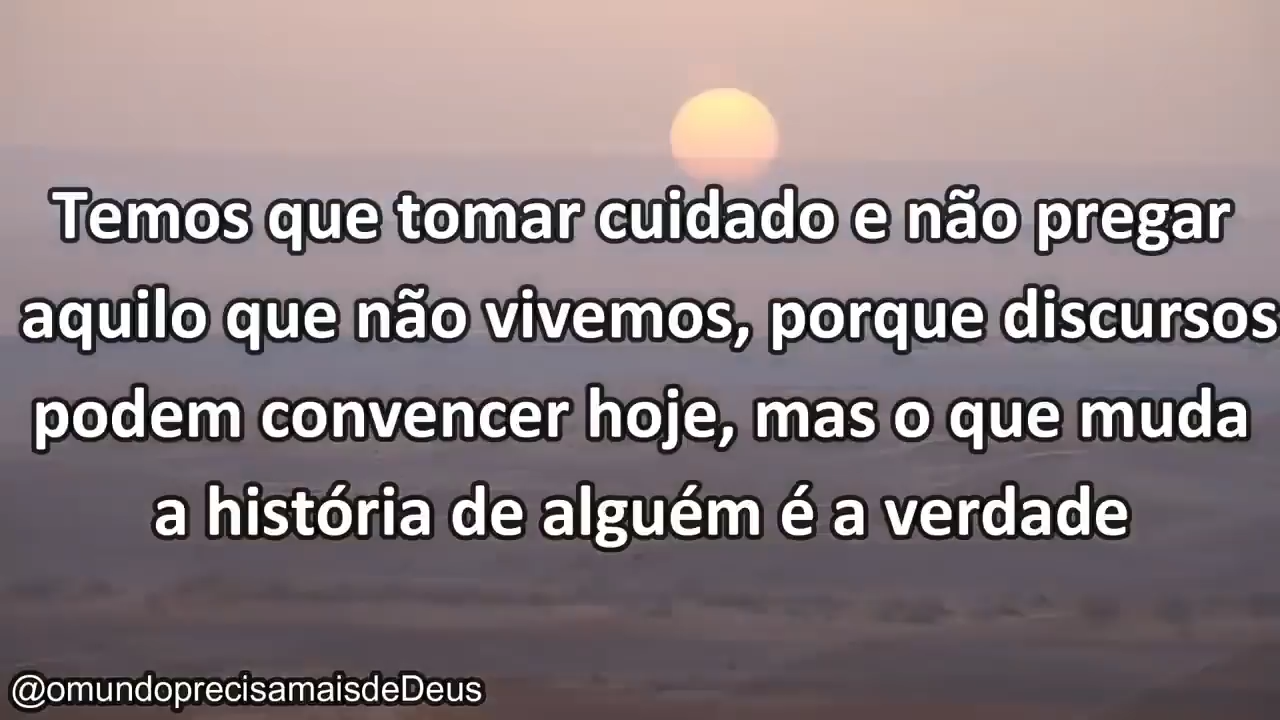 Temos que tomar cuidado e não pregar
aquilo que não vivemos, porque discursos
podem convencer hoje, mas o que muda
a história de alguém é a verdade
@omundoprecisamaisdeDeus